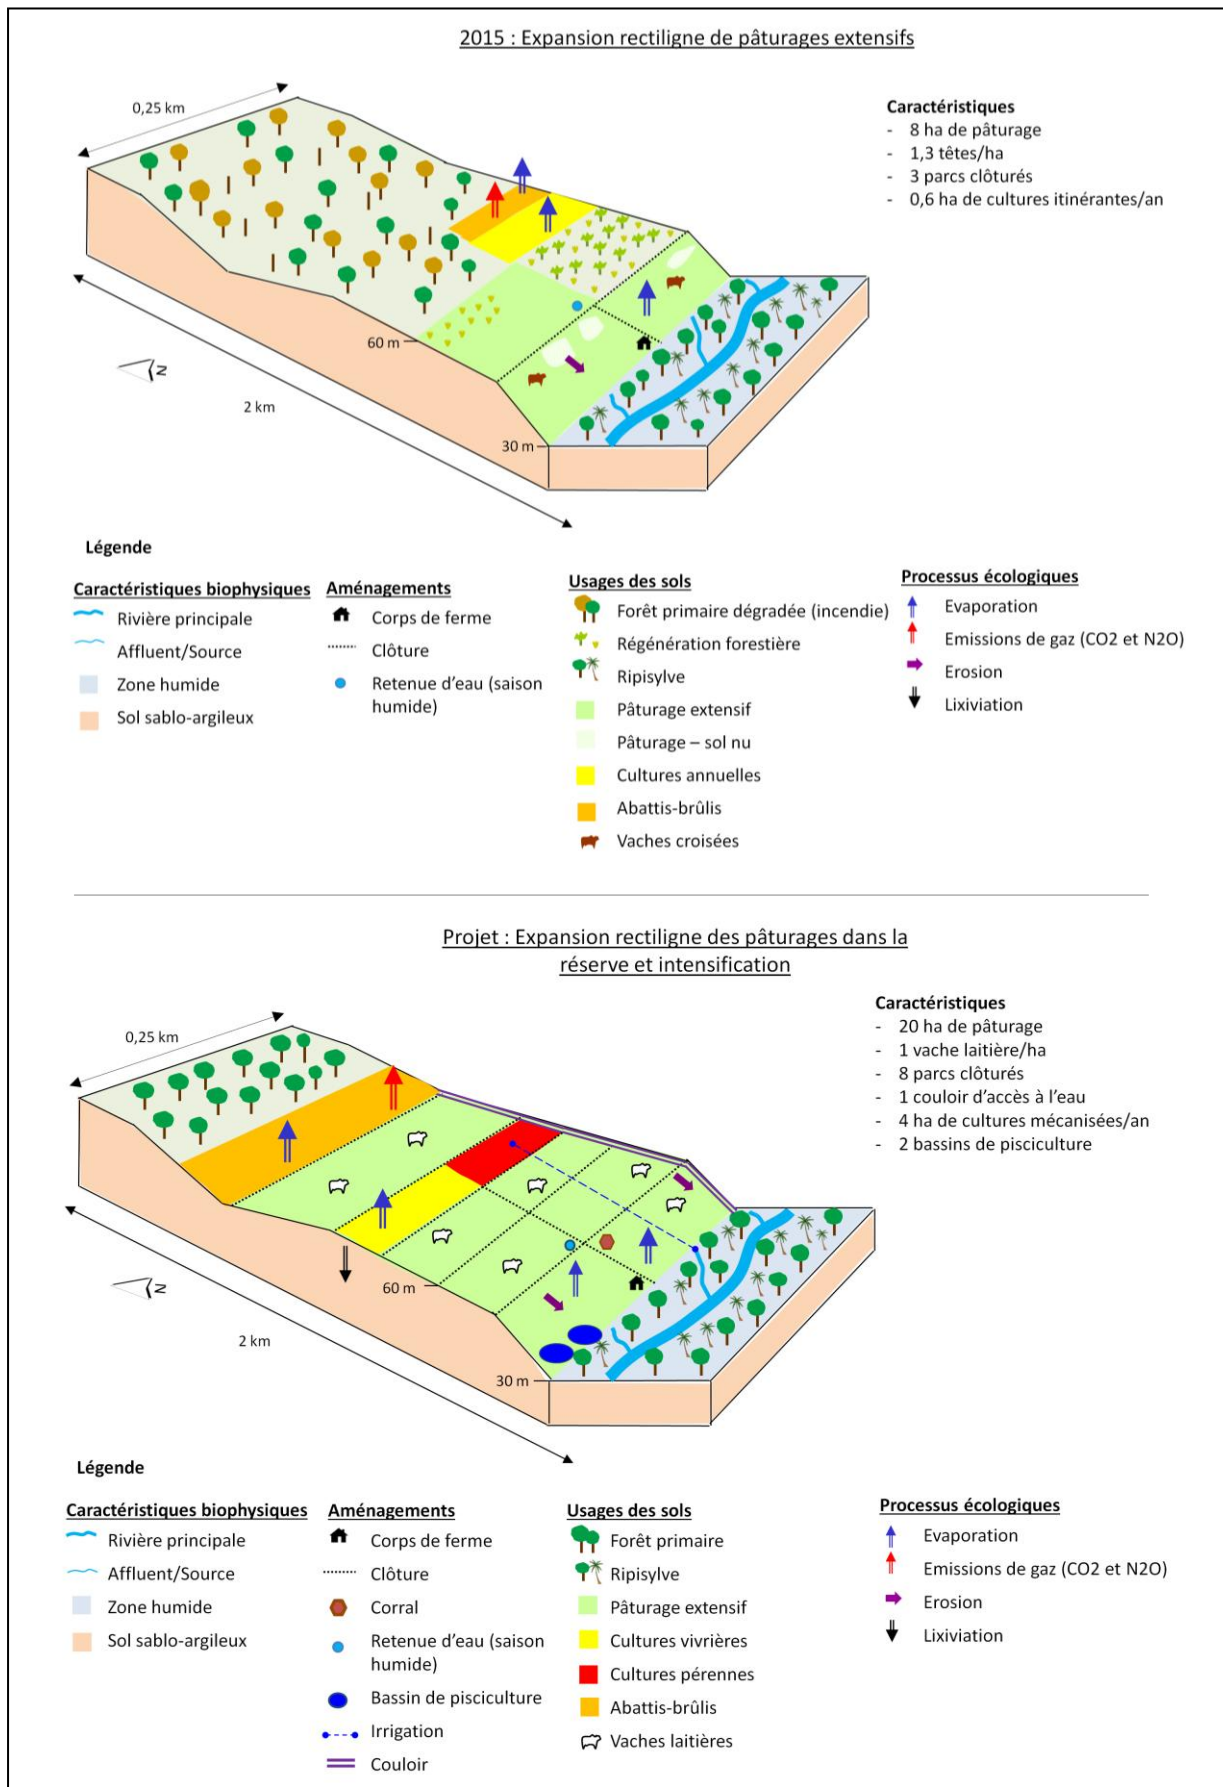 2015 : Expansion rectiligne de pâturages extensifs
0,25 km
Caractéristiques
- 8 ha de pâturage
- 1,3 têtes/ha
- 3 parcs clôturés
- 0,6 ha de cultures itinérantes/an
60 m
N
2 km
30 m
Légende
Caractéristiques biophysiques
Rivière principale
Affluent/Source
Zone humide
Sol sablo-argileux
Aménagements
Corps de ferme
Clôture
Retenue d'eau (saison
humide)
Usages des sols
Forêt primaire dégradée (incendie)
Régénération forestière
Ripisylve
Pâturage extensif
Pâturage – sol nu
Cultures annuelles
Abattis-brûlis
Vaches croisées
Processus écologiques
Evaporation
Emissions de gaz (CO2 et N2O)
Erosion
Lixiviation
Projet : Expansion rectiligne des pâturages dans la
réserve et intensification
0,25 km
Caractéristiques
- 20 ha de pâturage
- 1 vache laitière/ha
- 8 parcs clôturés
- 1 couloir d'accès à l'eau
- 4 ha de cultures mécanisées/an
- 2 bassins de pisciculture
60 m
N
2 km
30 m
Légende
Caractéristiques biophysiques
Rivière principale
Affluent/Source
Zone humide
Sol sablo-argileux
Aménagements
Corps de ferme
Clôture
Corral
Retenue d'eau (saison
humide)
Bassin de pisciculture
Irrigation
Couloir
Usages des sols
Forêt primaire
Ripisylve
Pâturage extensif
Cultures vivrières
Cultures pérennes
Abattis-brûlis
Vaches laitières
Processus écologiques
Evaporation
Emissions de gaz (CO2 et N2O)
Erosion
Lixiviation